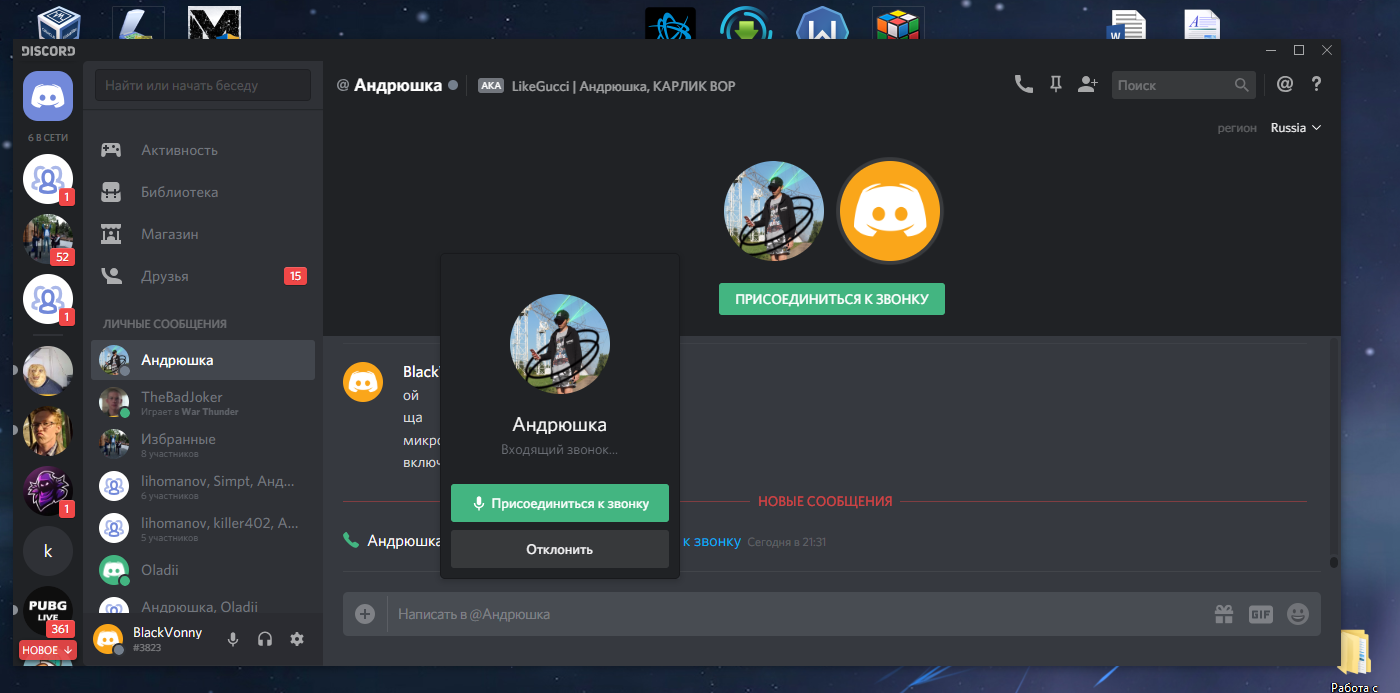 DISCORD
6 В СЕТИ
1
52
1
1
k
PUBG
LIVE
361
НОВОЕ
Найти или начать беседу
Активность
Библиотека
Магазин
Друзья
15
ЛИЧНЫЕ СООБЩЕНИЯ
Андрюшка
TheBadJoker
Играет в War Thunder
Избранные
8 участников
lihomanov, Simpt, Анд...
6 участников
lihomanov, killer402, А...
5 участников
Oladii
Андрюшка, Oladii
BlackVonny
#3823
@ Андрюшка
AKA LikeGucci | Андрюшка, КАРЛИК ВОР
Поиск
@
?
регион Russia
ПРИСОЕДИНИТЬСЯ К ЗВОНКУ
Андрюшка
Входящий звонок...
Присоединиться к звонку
Отклонить
Black
ой
ща
микро
включ
НОВЫЕ СООБЩЕНИЯ
Андрюшка к звонку Сегодня в 21:31
Написать в @Андрюшка
GIF
W
W
A
Работа с